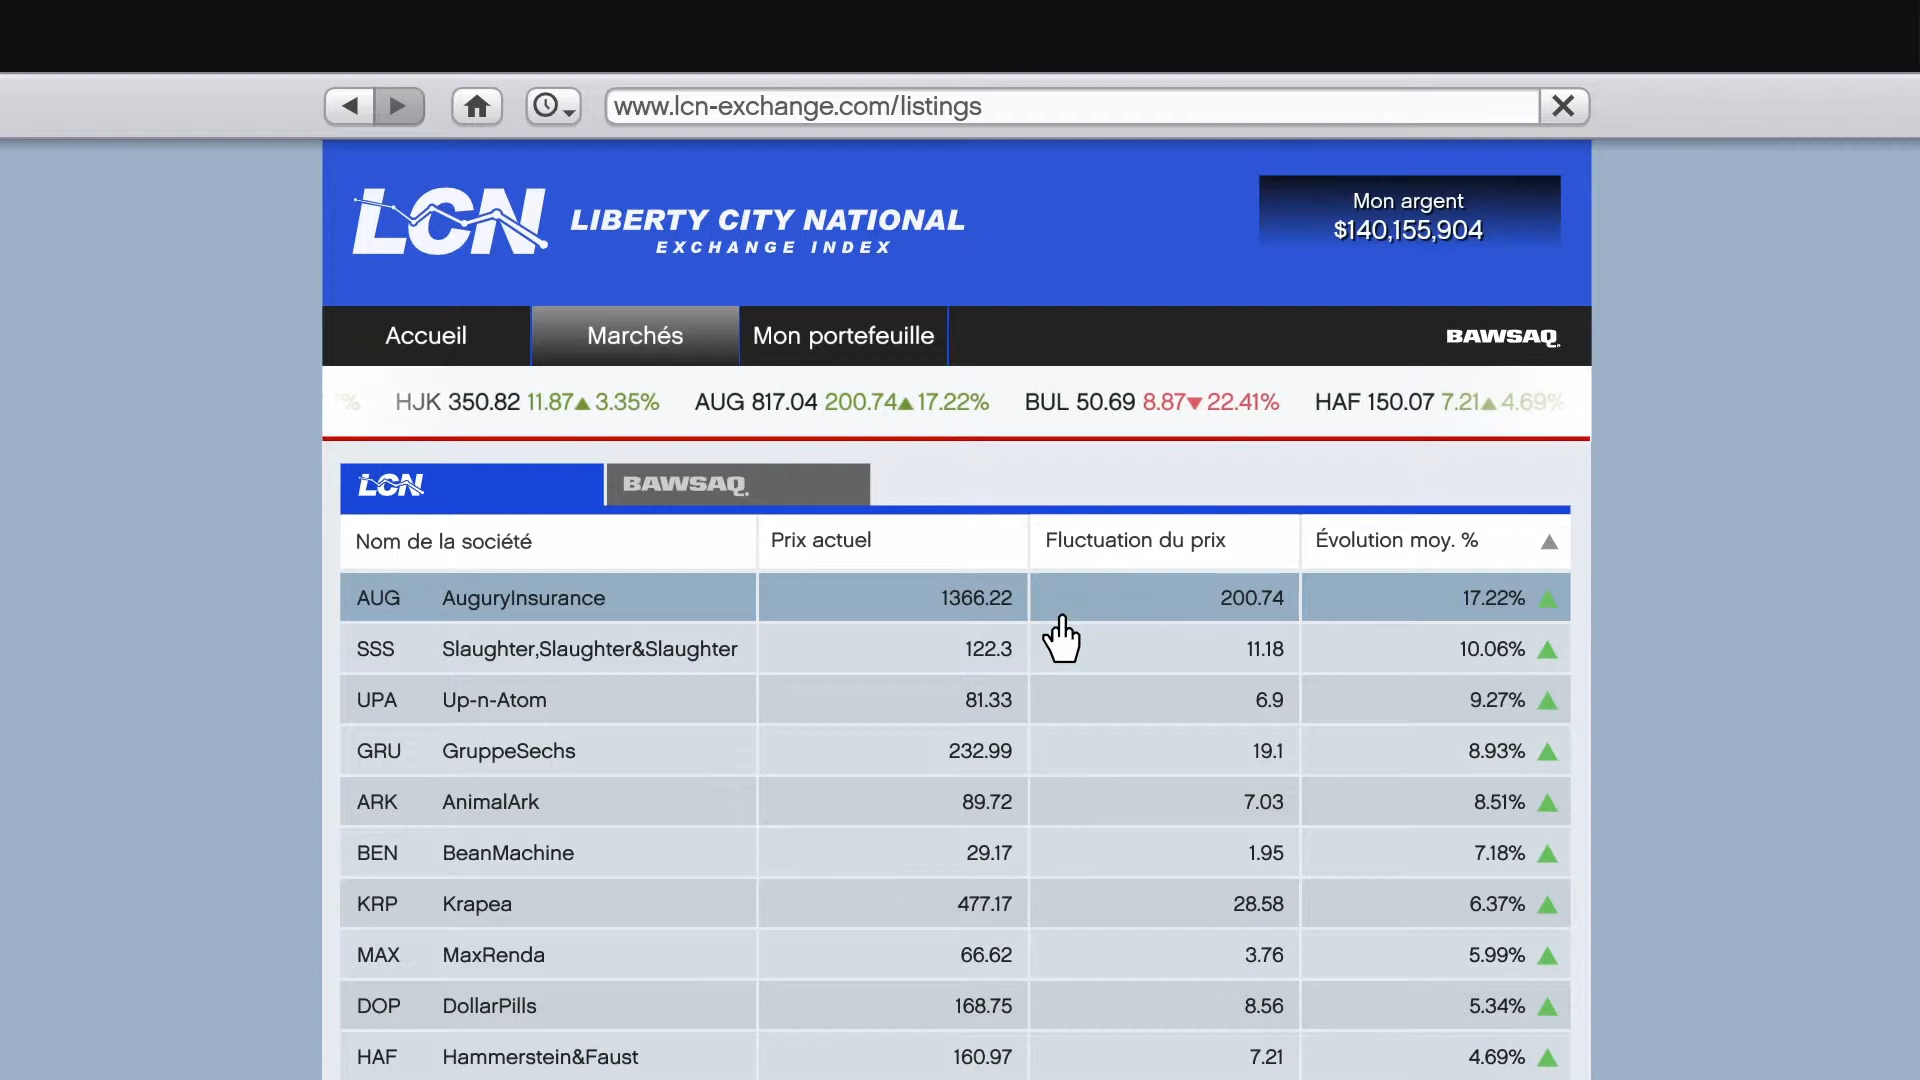 www.lcn-exchange.com/listings
LCN LIBERTY CITY NATIONAL
EXCHANGE INDEX
Mon argent
$140,155,904
Accueil Marchés Mon portefeuille BAWSAQ
% HJK 350.82 11.87▲3.35% AUG 817.04 200.74▲17.22% BUL 50.69 8.87▼22.41% HAF 150.07 7.21▲4.69%
LCN BAWSAQ
Nom de la société Prix actuel Fluctuation du prix Évolution moy. % ▲
AUG AuguryInsurance 1366.22 200.74 17.22% ▲
SSS Slaughter,Slaughter&Slaughter 122.3 11.18 10.06% ▲
UPA Up-n-Atom 81.33 6.9 9.27% ▲
GRU GruppeSechs 232.99 19.1 8.93% ▲
ARK AnimalArk 89.72 7.03 8.51% ▲
BEN BeanMachine 29.17 1.95 7.18% ▲
KRP Krapea 477.17 28.58 6.37% ▲
MAX MaxRenda 66.62 3.76 5.99% ▲
DOP DollarPills 168.75 8.56 5.34% ▲
HAF Hammerstein&Faust 160.97 7.21 4.69% ▲